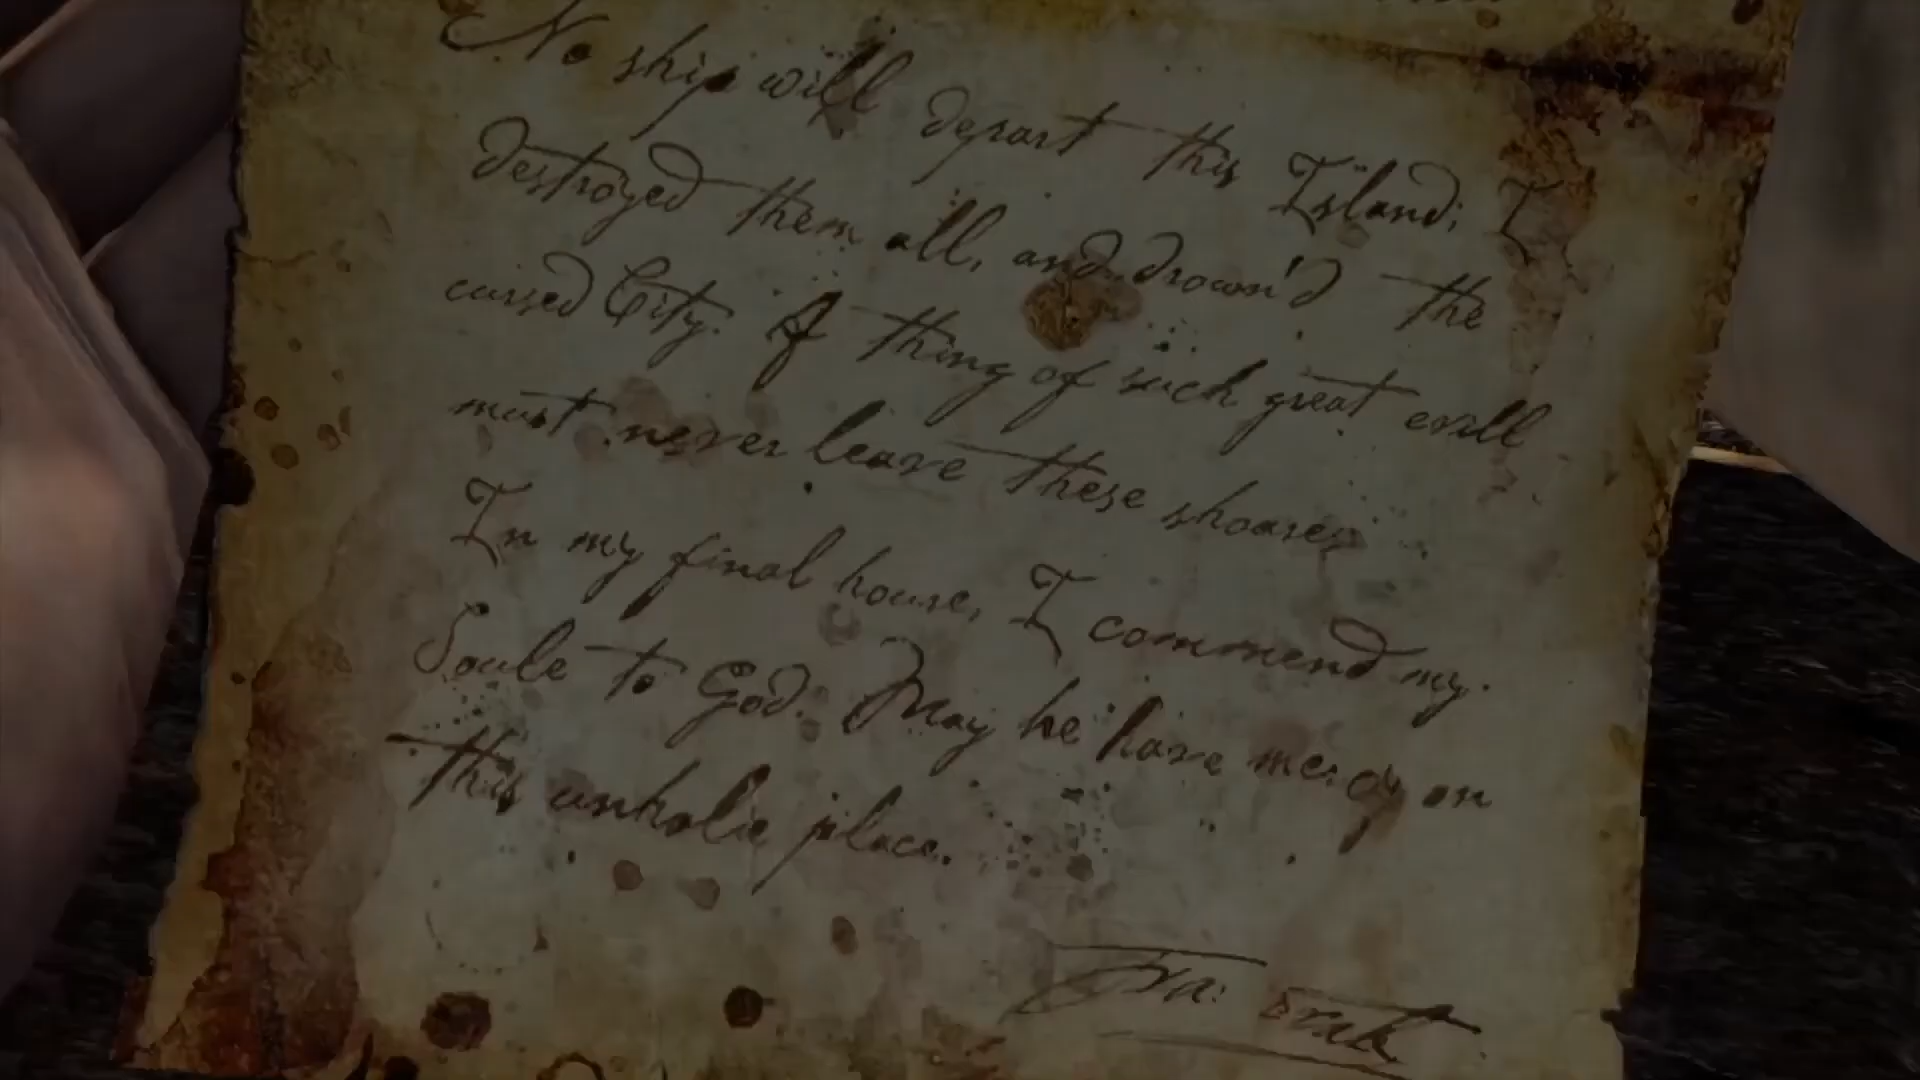 No ship will depart this Island; I
destroyed them all, and drown'd the
cursed City. A thing of such great evill
must never leave these shoares
In my final houre, I commend my
Soule to God. May he have mercy on
this unholie place.
Fra: Drak